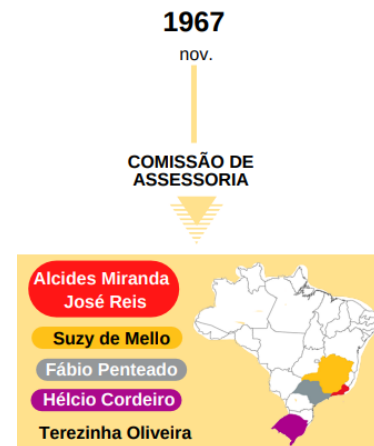 1967
nov.
COMISSÃO DE
ASSESSORIA
Alcides Miranda
José Reis
Suzy de Mello
Fábio Penteado
Hélcio Cordeiro
Terezinha Oliveira